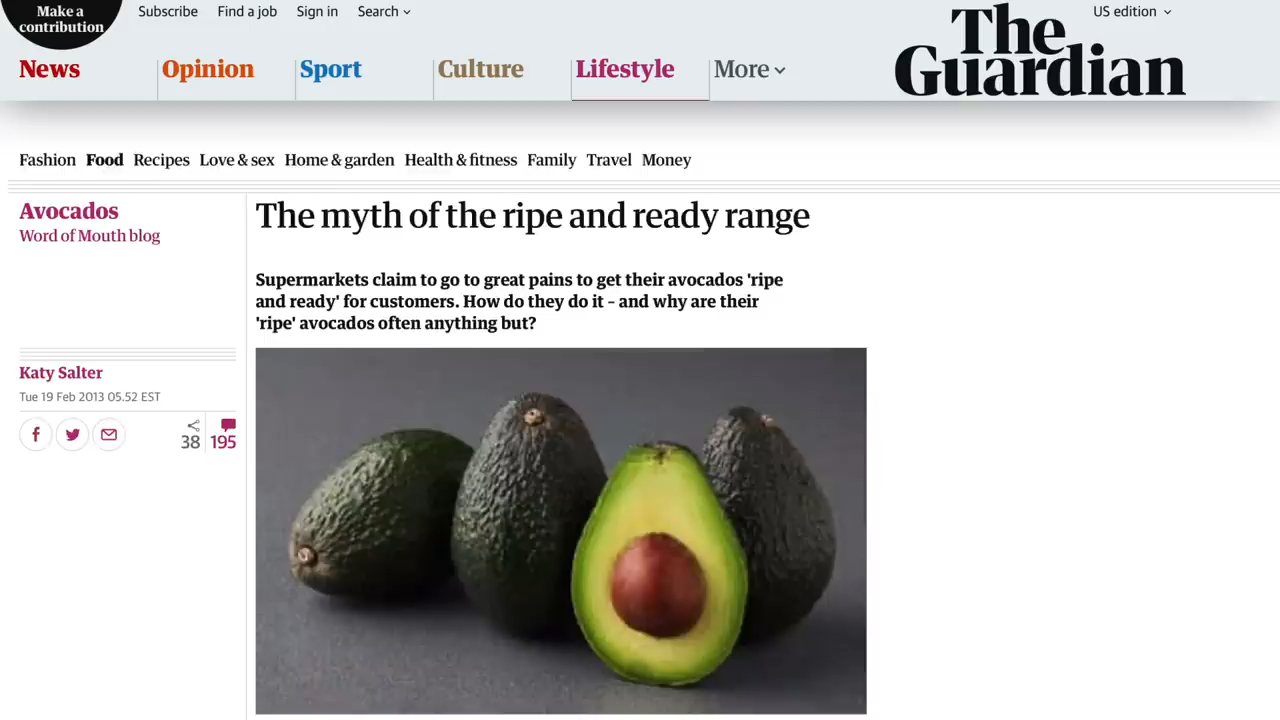 Make a
contribution
Subscribe
Find a job
Sign in
Search
US edition
The
Guardian
News
Opinion
Sport
Culture
Lifestyle
More
Fashion Food Recipes Love & sex Home & garden Health & fitness Family Travel Money
Avocados
Word of Mouth blog
The myth of the ripe and ready range
Supermarkets claim to go to great pains to get their avocados 'ripe
and ready' for customers. How do they do it – and why are their
'ripe' avocados often anything but?
Katy Salter
Tue 19 Feb 2013 05.52 EST
38
195